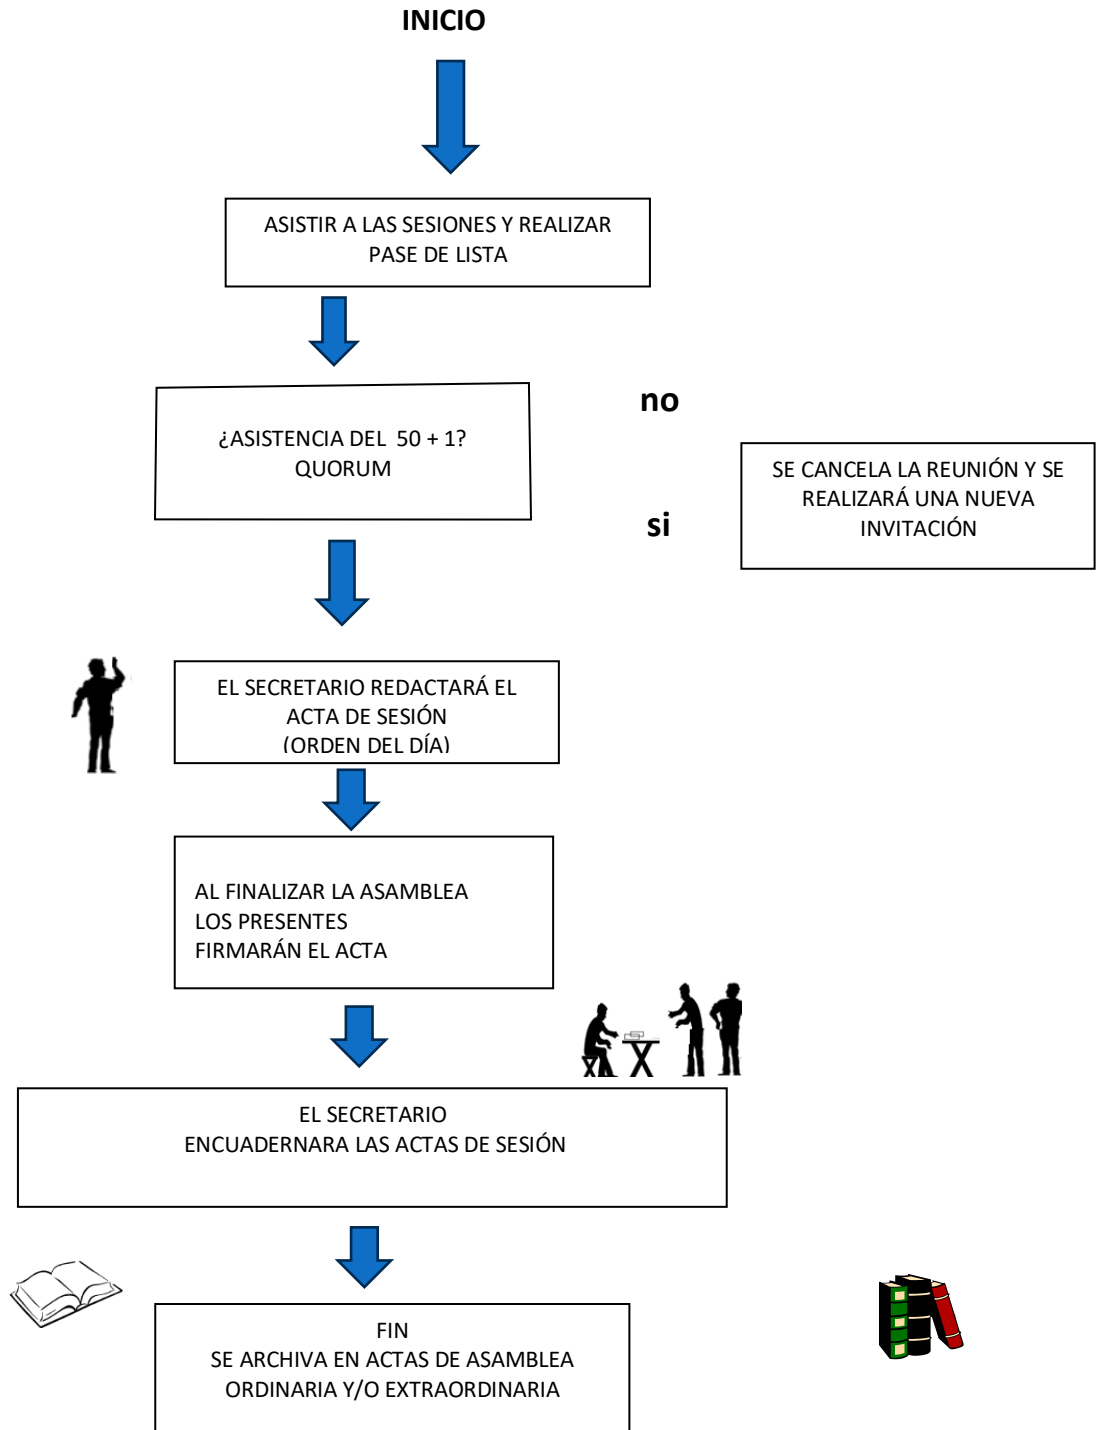 INICIO
ASISTIR A LAS SESIONES Y REALIZAR
PASE DE LISTA
¿ASISTENCIA DEL  50 + 1?
QUORUM
no
si
SE CANCELA LA REUNIÓN Y SE
REALIZARÁ UNA NUEVA
INVITACIÓN
EL SECRETARIO REDACTARÁ EL
ACTA DE SESIÓN
(ORDEN DEL DÍA)
AL FINALIZAR LA ASAMBLEA
LOS PRESENTES
FIRMARÁN EL ACTA
EL SECRETARIO
ENCUADERNARA LAS ACTAS DE SESIÓN
FIN
SE ARCHIVA EN ACTAS DE ASAMBLEA
ORDINARIA Y/O EXTRAORDINARIA